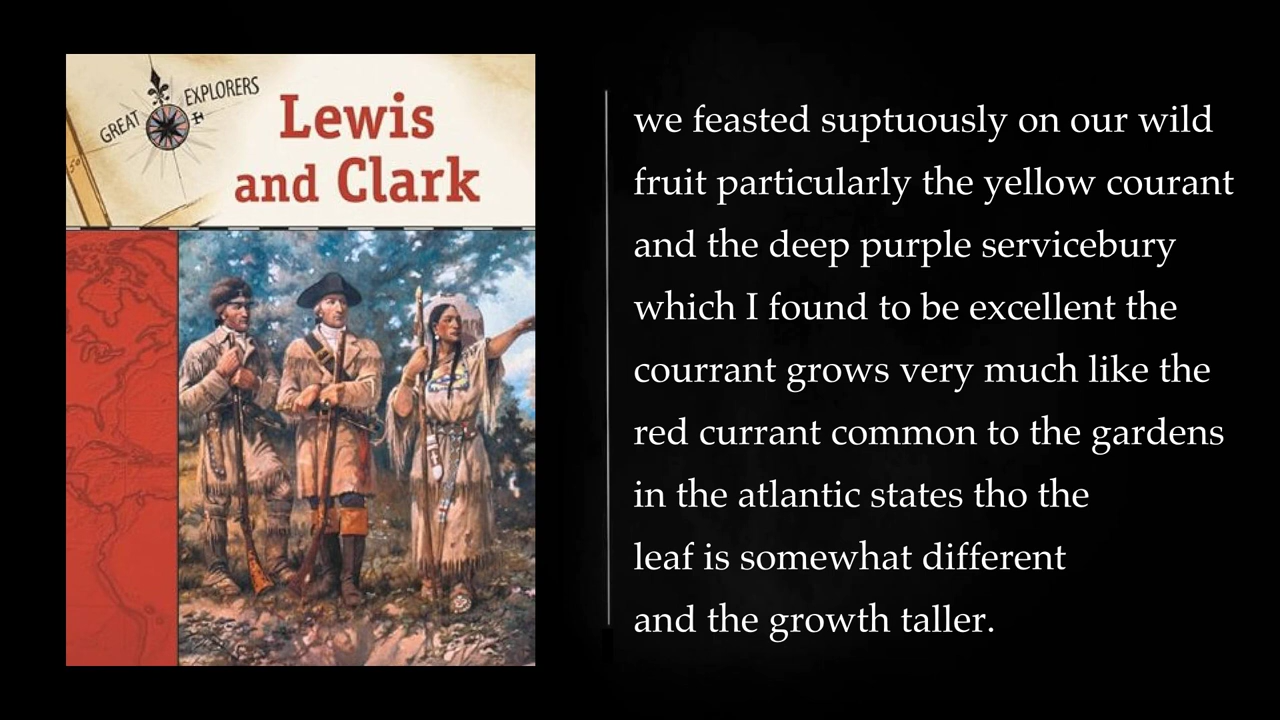 GREAT EXPLORERS
Lewis
and Clark
we feasted suptuously on our wild
fruit particularly the yellow courant
and the deep purple servicebury
which I found to be excellent the
courrant grows very much like the
red currant common to the gardens
in the atlantic states tho the
leaf is somewhat different
and the growth taller.